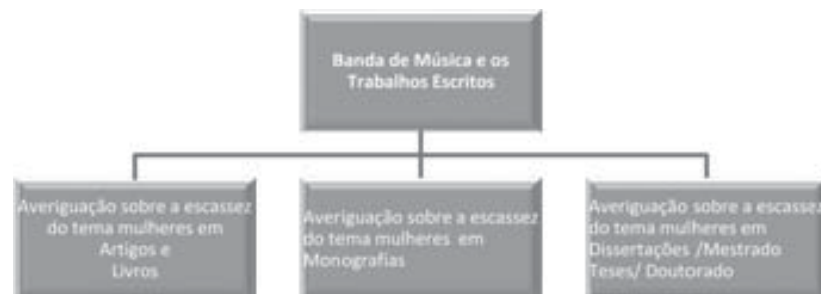 Banda de Música e os
Trabalhos Escritos
Averiguação sobre a escassez
do tema mulheres em
Artigos e
Livros
Averiguação sobre a escassez
do tema mulheres em
Monografias
Averiguação sobre a escassez
do tema mulheres em
Dissertações /Mestrado
Teses/ Doutorado